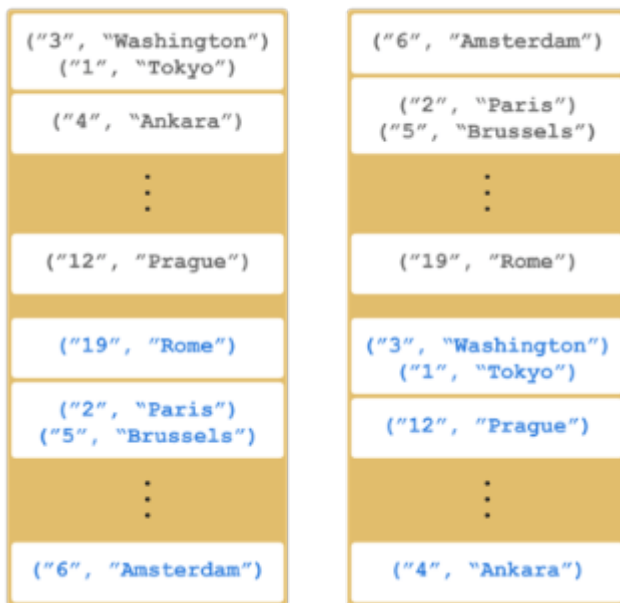 ("3", "Washington")
("1", "Tokyo")
("4", "Ankara")
("12", "Prague")
("19", "Rome")
("2", "Paris")
("5", "Brussels")
("6", "Amsterdam")
("6", "Amsterdam")
("2", "Paris")
("5", "Brussels")
("19", "Rome")
("3", "Washington")
("1", "Tokyo")
("12", "Prague")
("4", "Ankara")